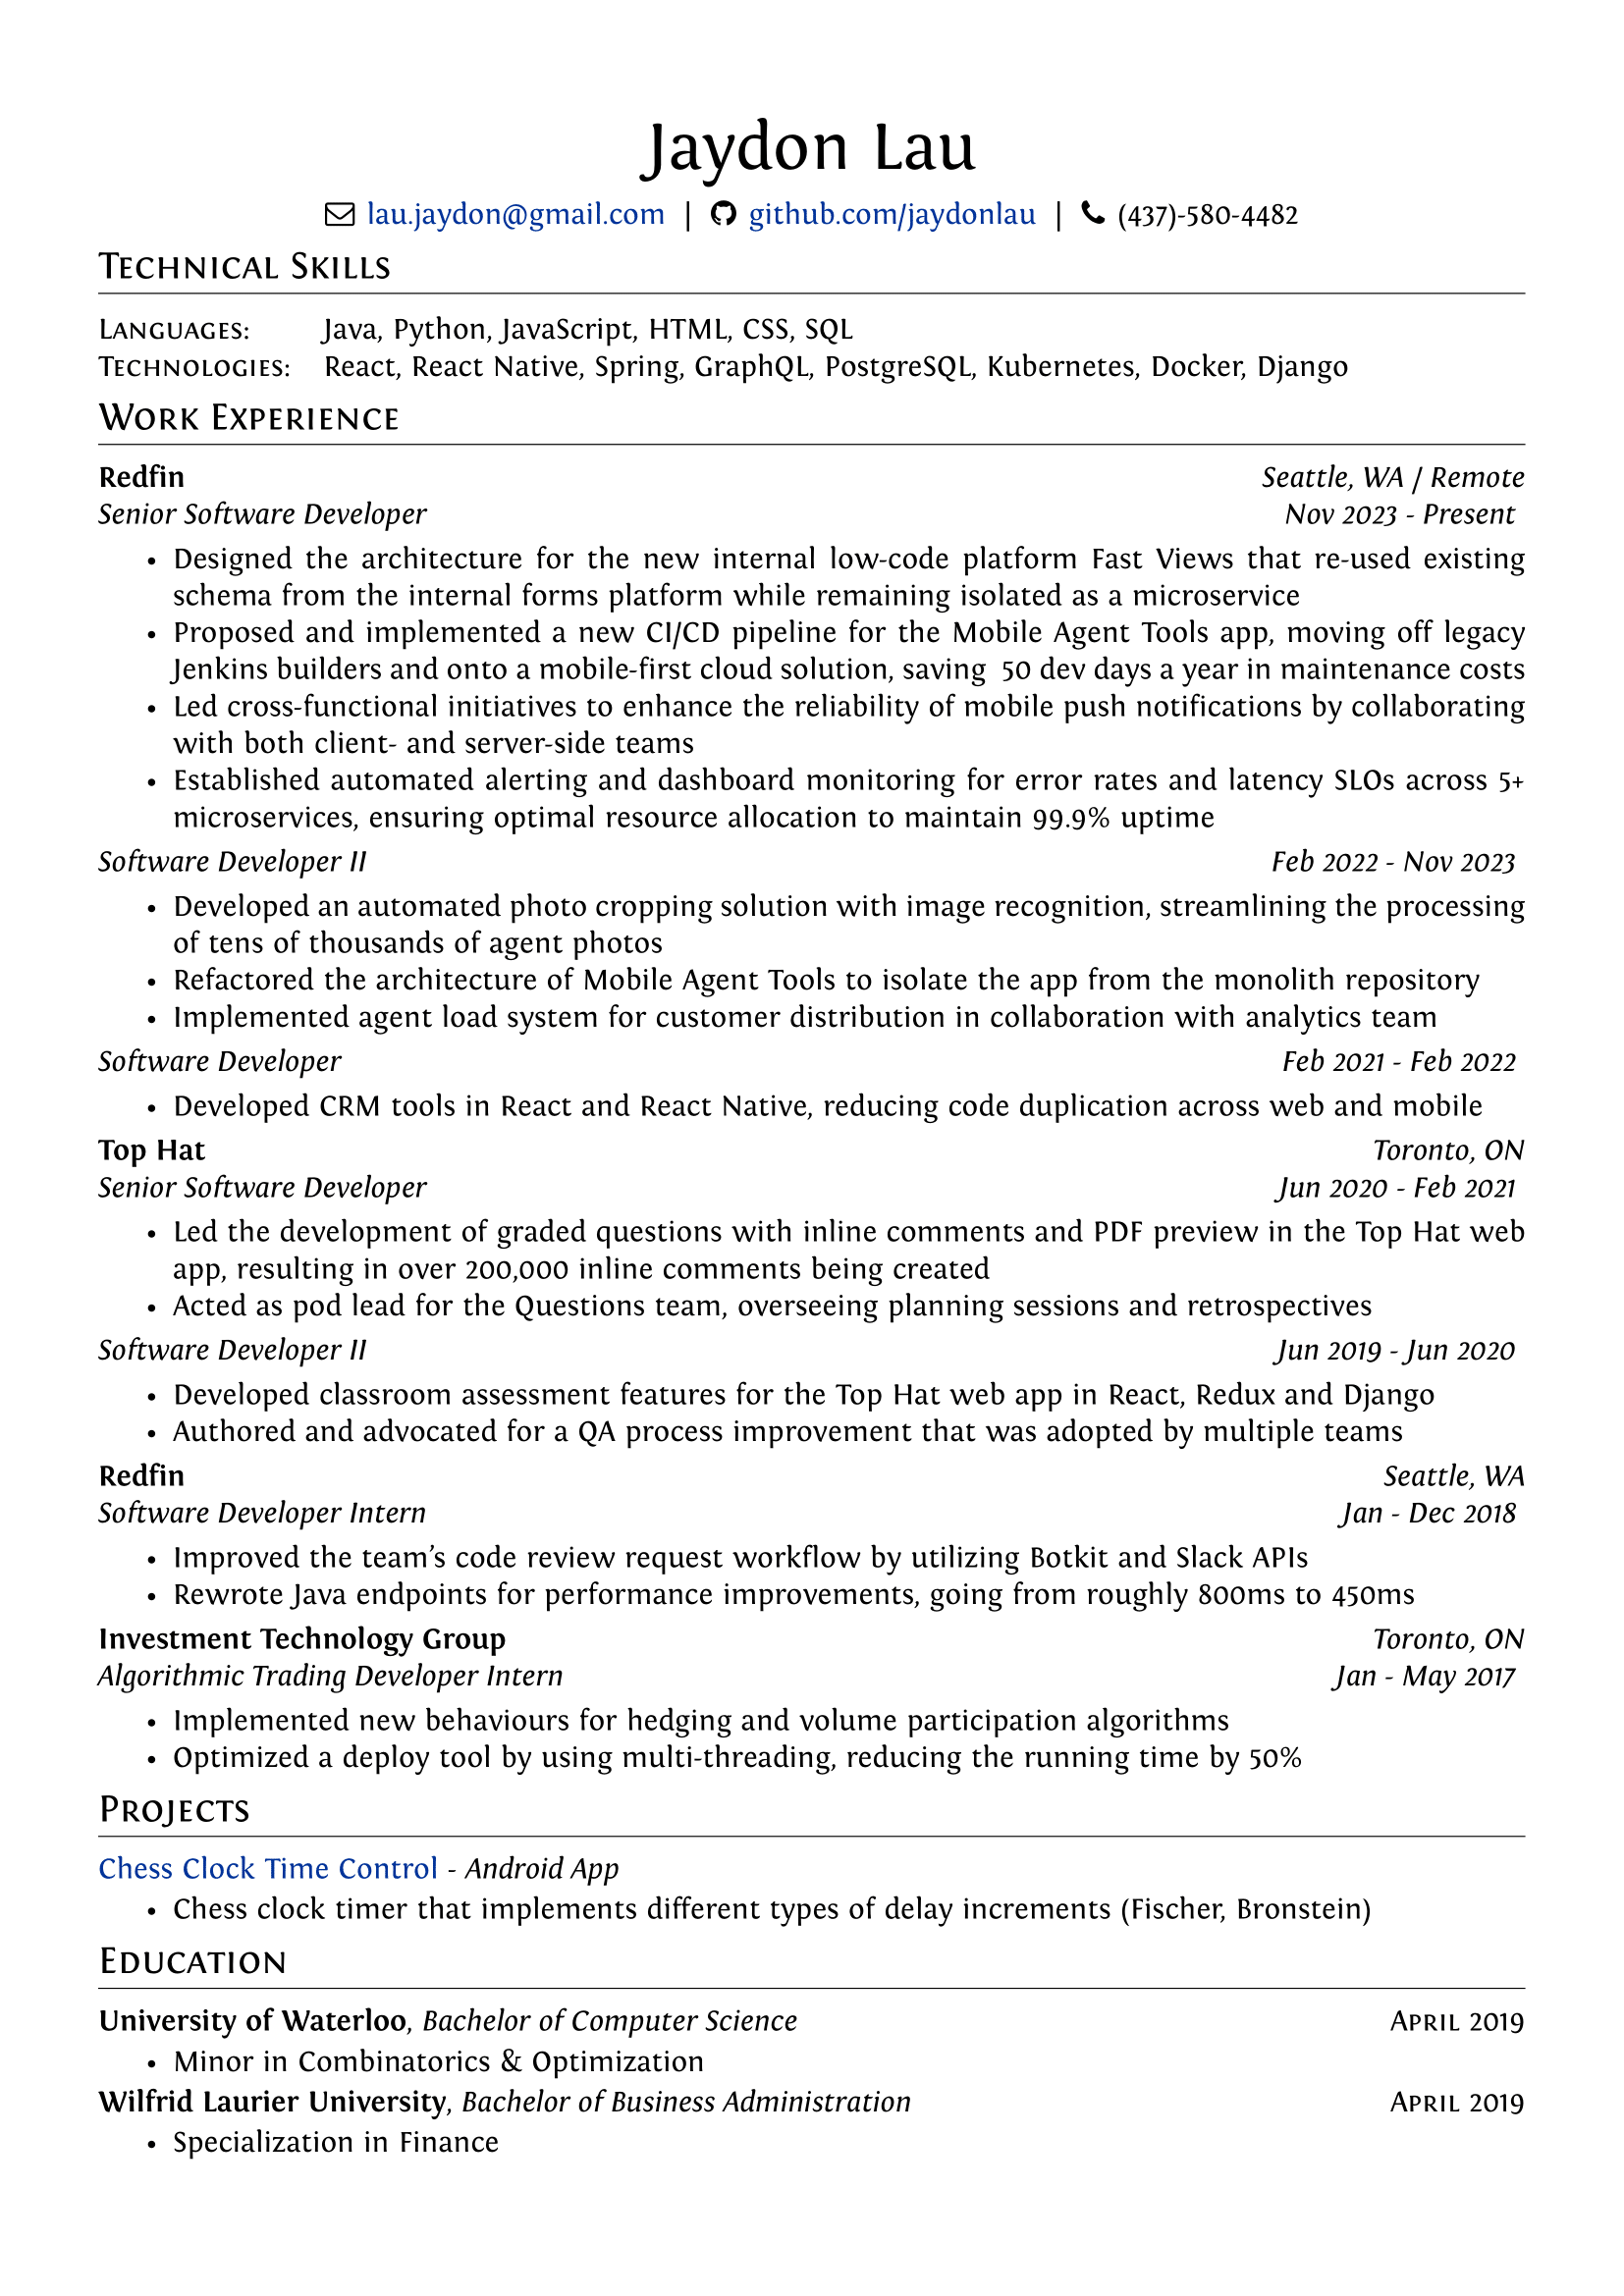 Jaydon Lau
lau.jaydon@gmail.com | github.com/jaydonlau | (437)-580-4482
Technical Skills
Languages: Java, Python, JavaScript, HTML, CSS, SQL
Technologies: React, React Native, Spring, GraphQL, PostgreSQL, Kubernetes, Docker, Django
Work Experience
Redfin Seattle, WA / Remote
Senior Software Developer Nov 2023 - Present
• Designed the architecture for the new internal low-code platform Fast Views that re-used existing
schema from the internal forms platform while remaining isolated as a microservice
• Proposed and implemented a new CI/CD pipeline for the Mobile Agent Tools app, moving off legacy
Jenkins builders and onto a mobile-first cloud solution, saving 50 dev days a year in maintenance costs
• Led cross-functional initiatives to enhance the reliability of mobile push notifications by collaborating
with both client- and server-side teams
• Established automated alerting and dashboard monitoring for error rates and latency SLOs across 5+
microservices, ensuring optimal resource allocation to maintain 99.9% uptime
Software Developer II Feb 2022 - Nov 2023
• Developed an automated photo cropping solution with image recognition, streamlining the processing
of tens of thousands of agent photos
• Refactored the architecture of Mobile Agent Tools to isolate the app from the monolith repository
• Implemented agent load system for customer distribution in collaboration with analytics team
Software Developer Feb 2021 - Feb 2022
• Developed CRM tools in React and React Native, reducing code duplication across web and mobile
Top Hat Toronto, ON
Senior Software Developer Jun 2020 - Feb 2021
• Led the development of graded questions with inline comments and PDF preview in the Top Hat web
app, resulting in over 200,000 inline comments being created
• Acted as pod lead for the Questions team, overseeing planning sessions and retrospectives
Software Developer II Jun 2019 - Jun 2020
• Developed classroom assessment features for the Top Hat web app in React, Redux and Django
• Authored and advocated for a QA process improvement that was adopted by multiple teams
Redfin Seattle, WA
Software Developer Intern Jan - Dec 2018
• Improved the team's code review request workflow by utilizing Botkit and Slack APIs
• Rewrote Java endpoints for performance improvements, going from roughly 800ms to 450ms
Investment Technology Group Toronto, ON
Algorithmic Trading Developer Intern Jan - May 2017
• Implemented new behaviours for hedging and volume participation algorithms
• Optimized a deploy tool by using multi-threading, reducing the running time by 50%
Projects
Chess Clock Time Control - Android App
• Chess clock timer that implements different types of delay increments (Fischer, Bronstein)
Education
University of Waterloo, Bachelor of Computer Science April 2019
• Minor in Combinatorics & Optimization
Wilfrid Laurier University, Bachelor of Business Administration April 2019
• Specialization in Finance